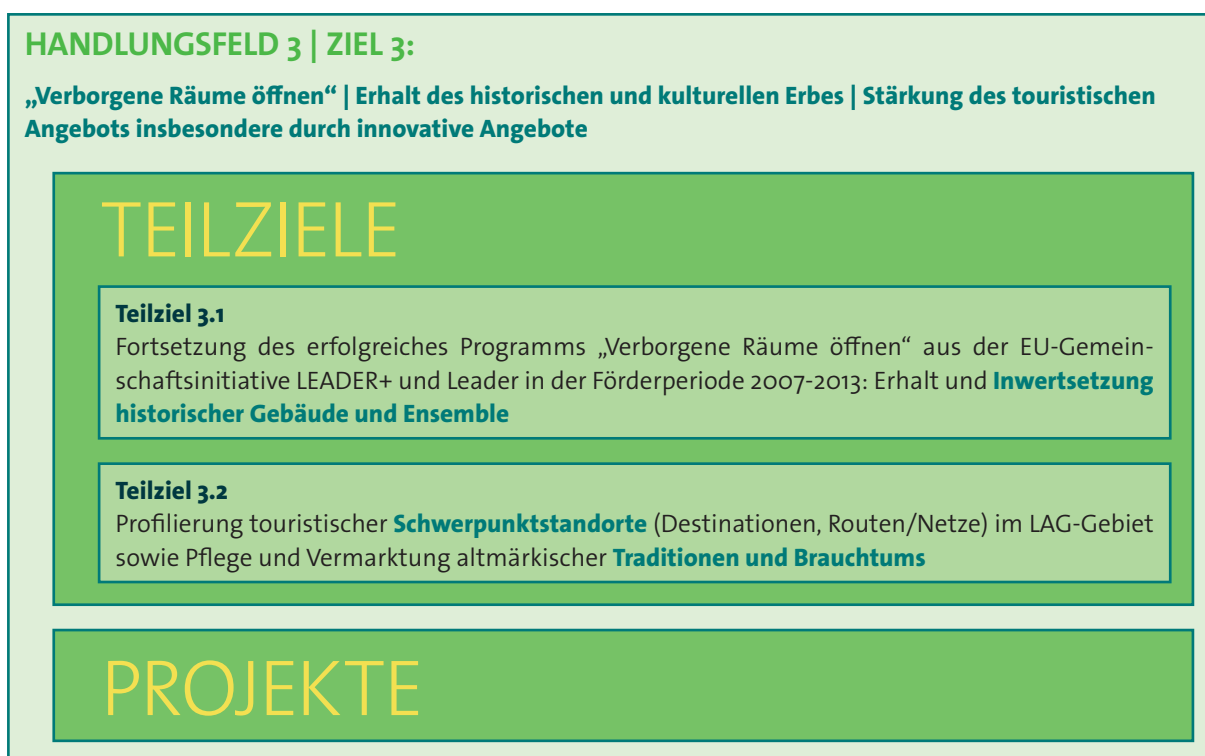 HANDLUNGSFELD 3 | ZIEL 3:
„Verborgene Räume öffnen“ | Erhalt des historischen und kulturellen Erbes | Stärkung des touristischen
Angebots insbesondere durch innovative Angebote
TEILZIELE
Teilziel 3.1
Fortsetzung des erfolgreiches Programms „Verborgene Räume öffnen“ aus der EU-Gemein-
schaftsinitiative LEADER+ und Leader in der Förderperiode 2007-2013: Erhalt und Inwertsetzung
historischer Gebäude und Ensemble
Teilziel 3.2
Profilierung touristischer Schwerpunktstandorte (Destinationen, Routen/Netze) im LAG-Gebiet
sowie Pflege und Vermarktung altmärkischer Traditionen und Brauchtums
PROJEKTE